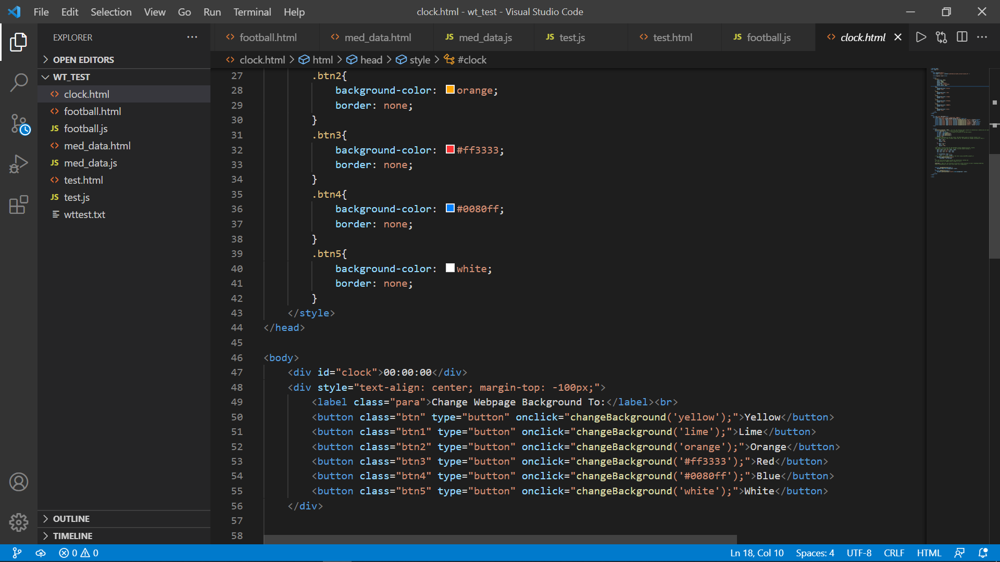 File Edit Selection View Go Run Terminal Help
clock.html - wt_test - Visual Studio Code
EXPLORER
OPEN EDITORS
WT_TEST
clock.html
football.html
JS football.js
med_data.html
JS med_data.js
test.html
JS test.js
wttest.txt
OUTLINE
TIMELINE
football.html
med_data.html
JS med_data.js
JS test.js
test.html
JS football.js
clock.html
clock.html > html > head > style > #clock
27 .btn2{
28 background-color: orange;
29 border: none;
30 }
31 .btn3{
32 background-color: #ff3333;
33 border: none;
34 }
35 .btn4{
36 background-color: #0080ff;
37 border: none;
38 }
39 .btn5{
40 background-color: white;
41 border: none;
42 }
43 </style>
44 </head>
45
46 <body>
47 <div id="clock">00:00:00</div>
48 <div style="text-align: center; margin-top: -100px;">
49 <label class="para">Change Webpage Background To:</label><br>
50 <button class="btn" type="button" onclick="changeBackground('yellow');">Yellow</button>
51 <button class="btn1" type="button" onclick="changeBackground('lime');">Lime</button>
52 <button class="btn2" type="button" onclick="changeBackground('orange');">Orange</button>
53 <button class="btn3" type="button" onclick="changeBackground('#ff3333');">Red</button>
54 <button class="btn4" type="button" onclick="changeBackground('#0080ff');">Blue</button>
55 <button class="btn5" type="button" onclick="changeBackground('white');">White</button>
56 </div>
57
58
0 0
Ln 18, Col 10 Spaces: 4 UTF-8 CRLF HTML